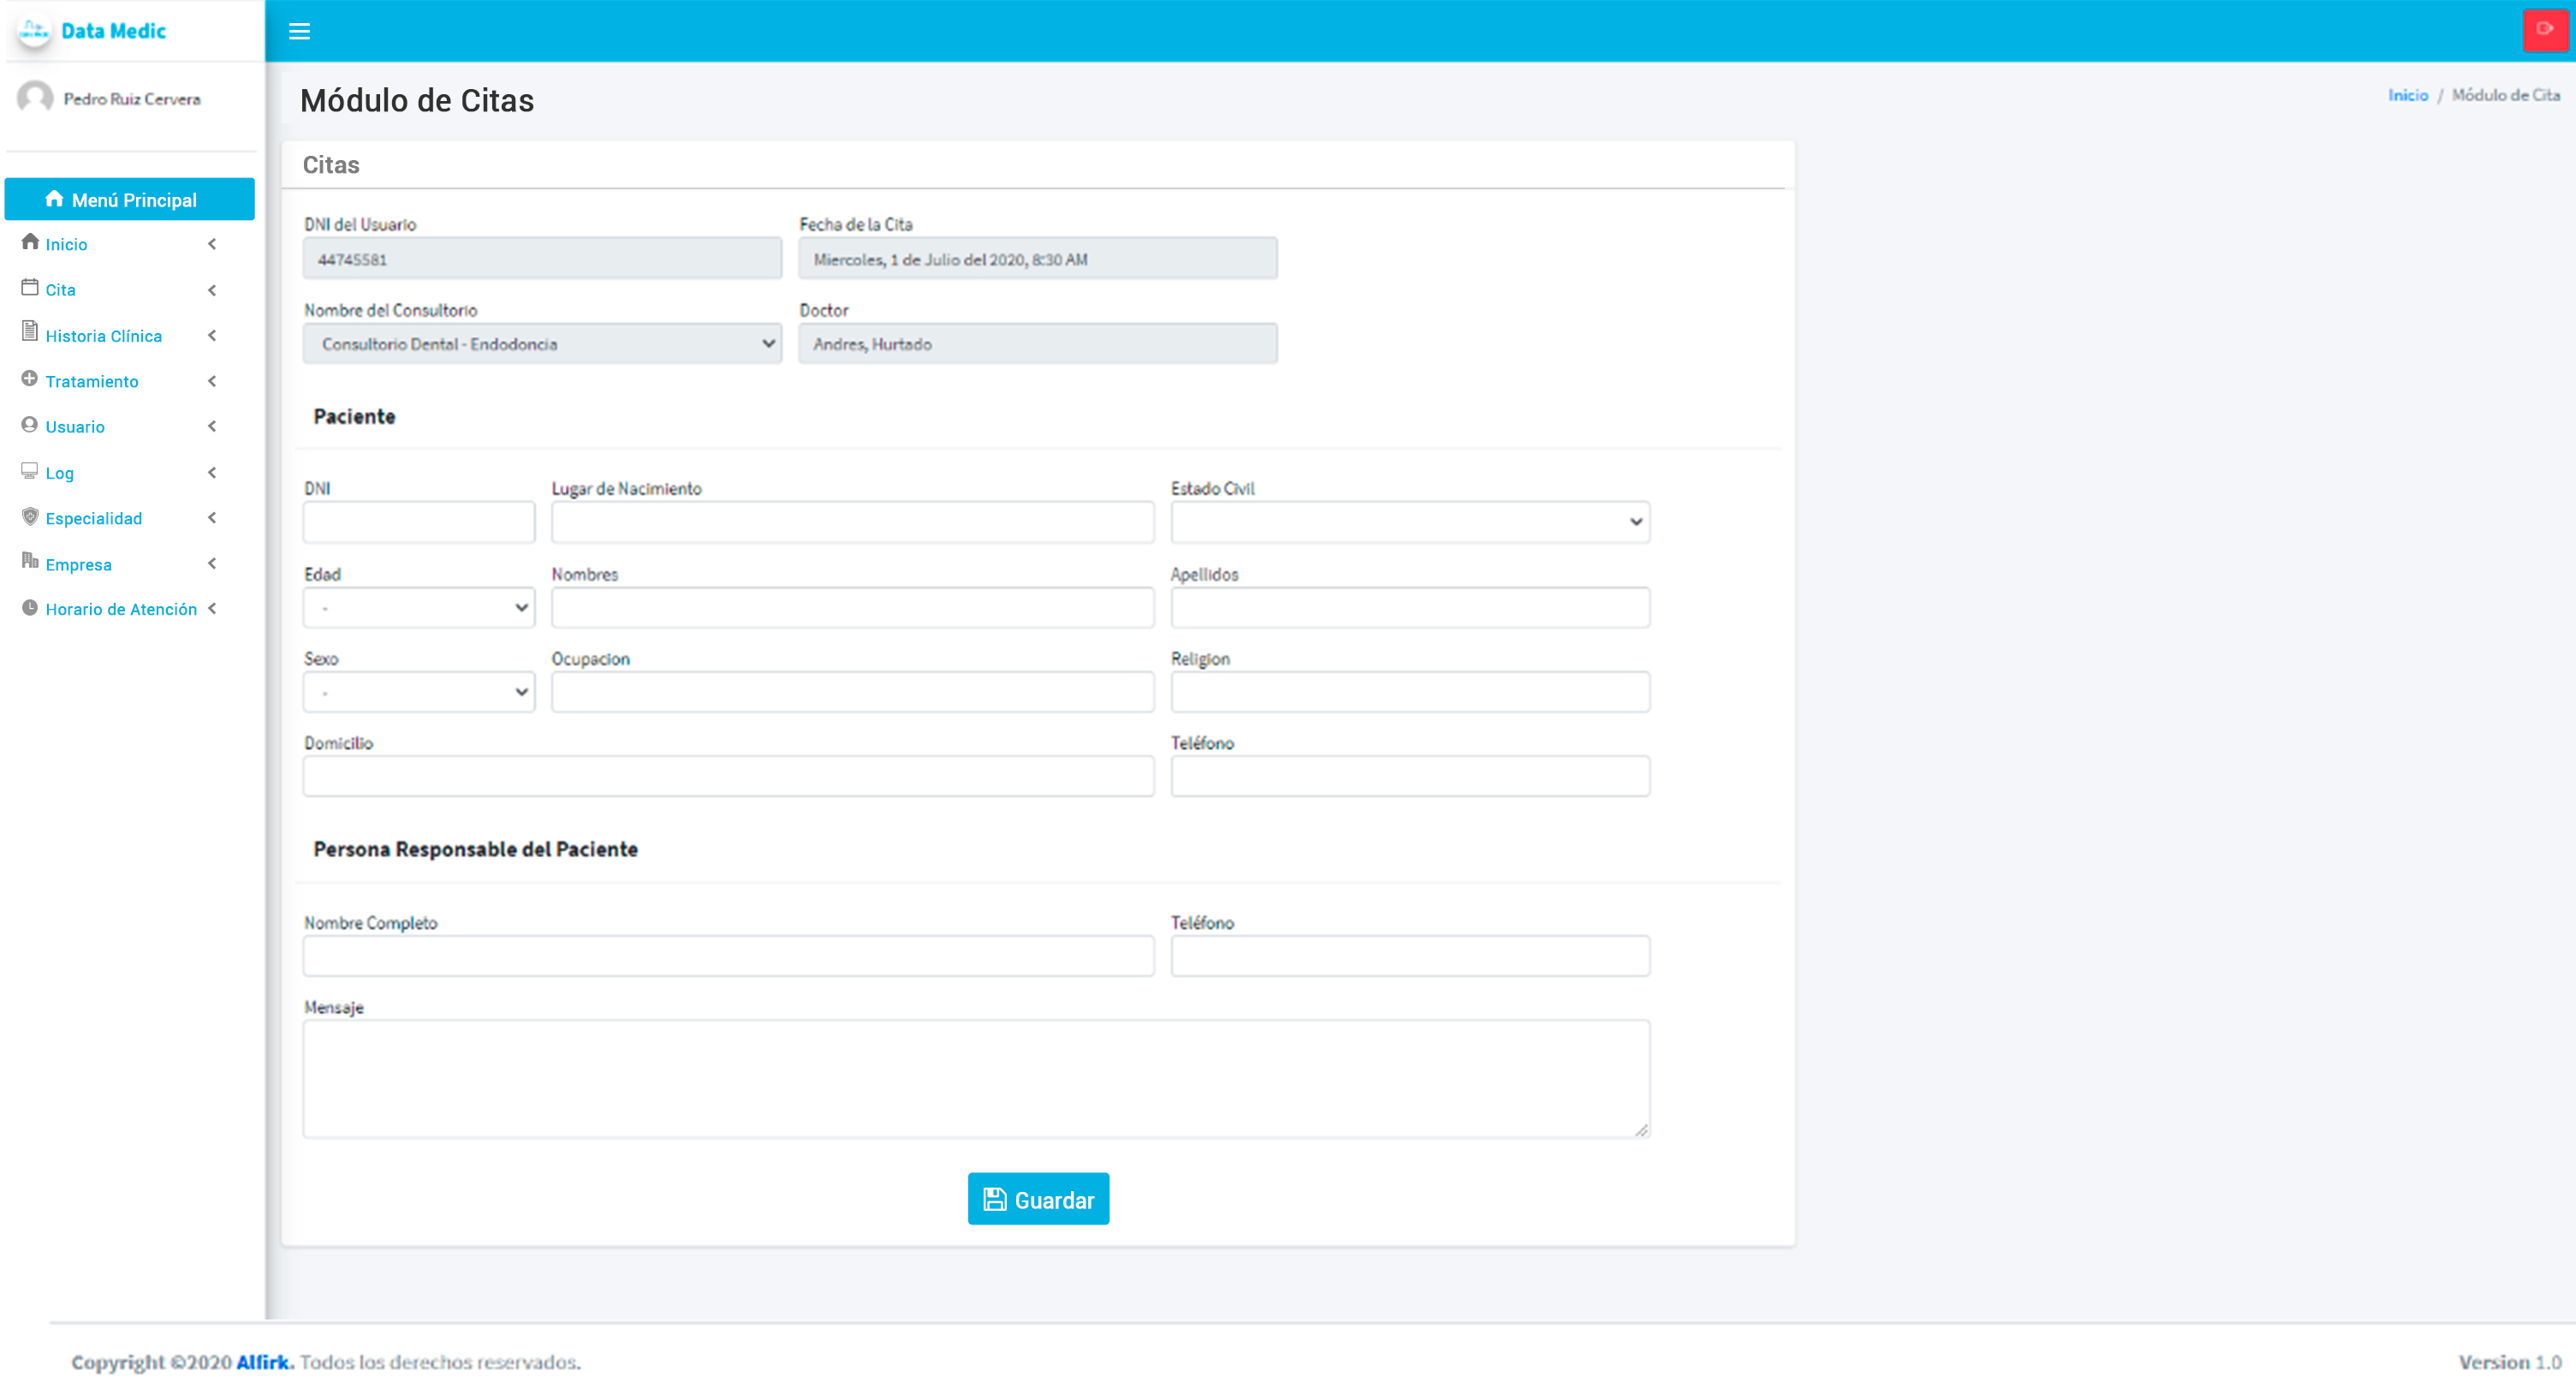 Data Medic
Pedro Ruiz Cervera
Menú Principal
Inicio
Cita
Historia Clínica
Tratamiento
Usuario
Log
Especialidad
Empresa
Horario de Atención
Módulo de Citas
Inicio / Módulo de Cita
Citas
DNI del Usuario
Fecha de la Cita
44745581
Miercoles, 1 de Julio del 2020, 8:30 AM
Nombre del Consultorio
Doctor
Consultorio Dental - Endodoncia
Andres, Hurtado
Paciente
DNI
Lugar de Nacimiento
Estado Civil
Edad
Nombres
Apellidos
-
Sexo
Ocupacion
Religion
-
Domicilio
Teléfono
Persona Responsable del Paciente
Nombre Completo
Teléfono
Mensaje
Guardar
Copyright ©2020 Alfirk. Todos los derechos reservados.
Version 1.0